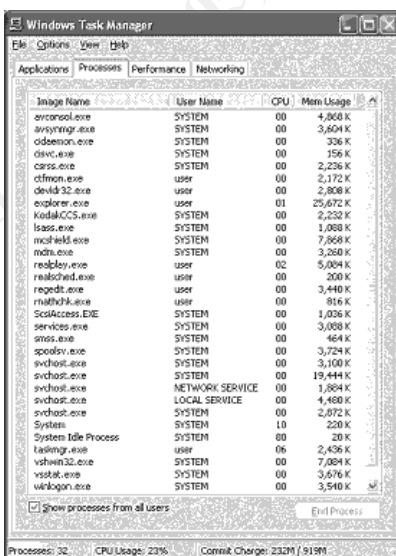 Windows Task Manager
File Options View Help
Applications Processes Performance Networking
Image Name User Name CPU Mem Usage
avconsol.exe SYSTEM 00 4,868 K
avsynmgr.exe SYSTEM 00 3,604 K
cidaemon.exe SYSTEM 00 336 K
cisvc.exe SYSTEM 00 156 K
csrss.exe SYSTEM 00 2,236 K
ctfmon.exe user 00 2,172 K
devldr32.exe user 00 2,808 K
explorer.exe user 01 25,672 K
KodakCCS.exe SYSTEM 00 2,232 K
lsass.exe SYSTEM 00 1,088 K
mcshield.exe SYSTEM 00 7,868 K
mdm.exe SYSTEM 00 3,260 K
realplay.exe user 02 5,084 K
realsched.exe user 00 200 K
regedit.exe user 00 3,440 K
rnathchk.exe user 00 816 K
ScsiAccess.EXE SYSTEM 00 1,036 K
services.exe SYSTEM 00 3,088 K
smss.exe SYSTEM 00 464 K
spoolsv.exe SYSTEM 00 3,724 K
svchost.exe SYSTEM 00 3,100 K
svchost.exe SYSTEM 00 19,444 K
svchost.exe NETWORK SERVICE 00 1,884 K
svchost.exe LOCAL SERVICE 00 4,480 K
svchost.exe SYSTEM 00 2,872 K
System SYSTEM 10 220 K
System Idle Process SYSTEM 80 20 K
taskmgr.exe user 06 2,436 K
vshwin32.exe SYSTEM 00 7,084 K
vsstat.exe SYSTEM 00 3,676 K
winlogon.exe SYSTEM 00 3,540 K
Show processes from all users
End Process
Processes: 32 CPU Usage: 23% Commit Charge: 232M / 919M